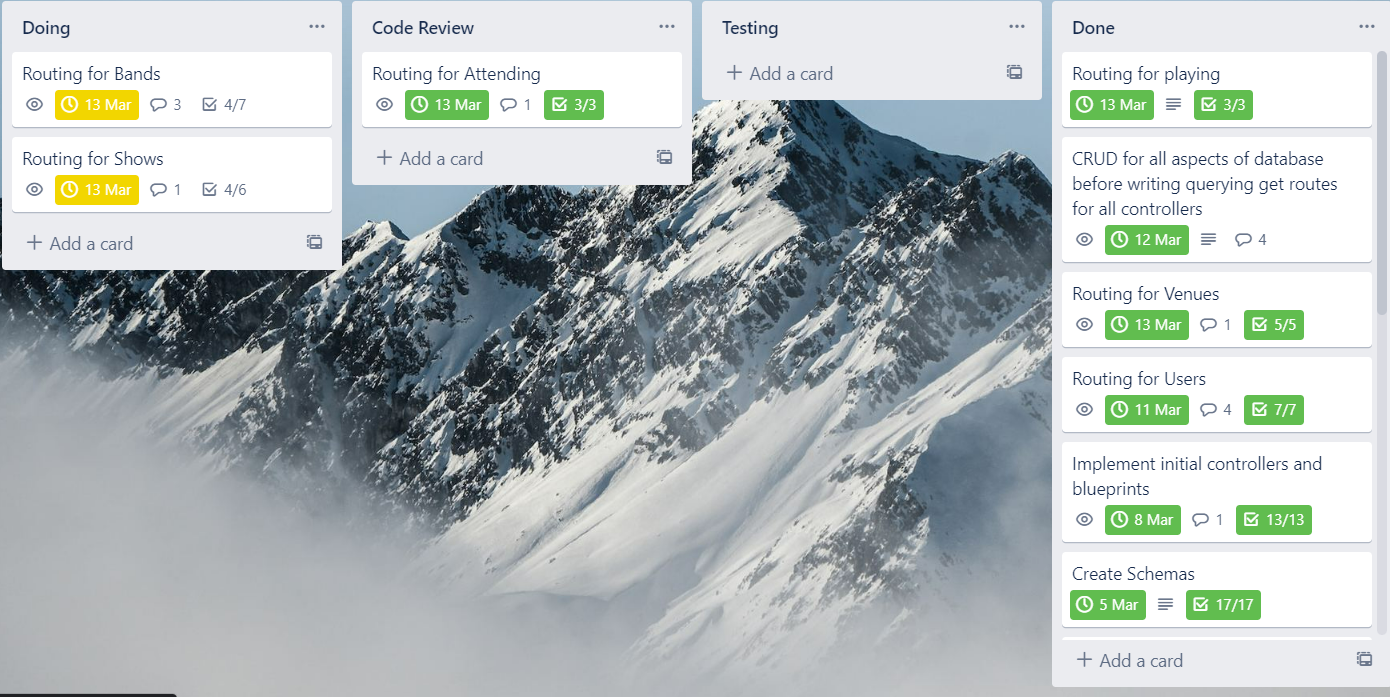 Doing
Routing for Bands
13 Mar 3 4/7
Routing for Shows
13 Mar 1 4/6
Add a card
Code Review
Routing for Attending
13 Mar 1 3/3
Add a card
Testing
Add a card
Done
Routing for playing
13 Mar 3/3
CRUD for all aspects of database
before writing querying get routes
for all controllers
12 Mar 4
Routing for Venues
13 Mar 1 5/5
Routing for Users
11 Mar 4 7/7
Implement initial controllers and
blueprints
8 Mar 1 13/13
Create Schemas
5 Mar 17/17
Add a card